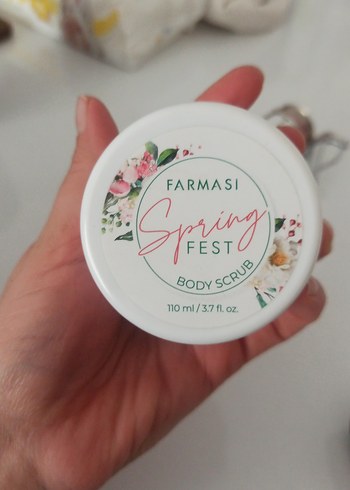 FARMASI
Spring
FEST
BODY SCRUB
110 ml / 3.7 fl. oz.